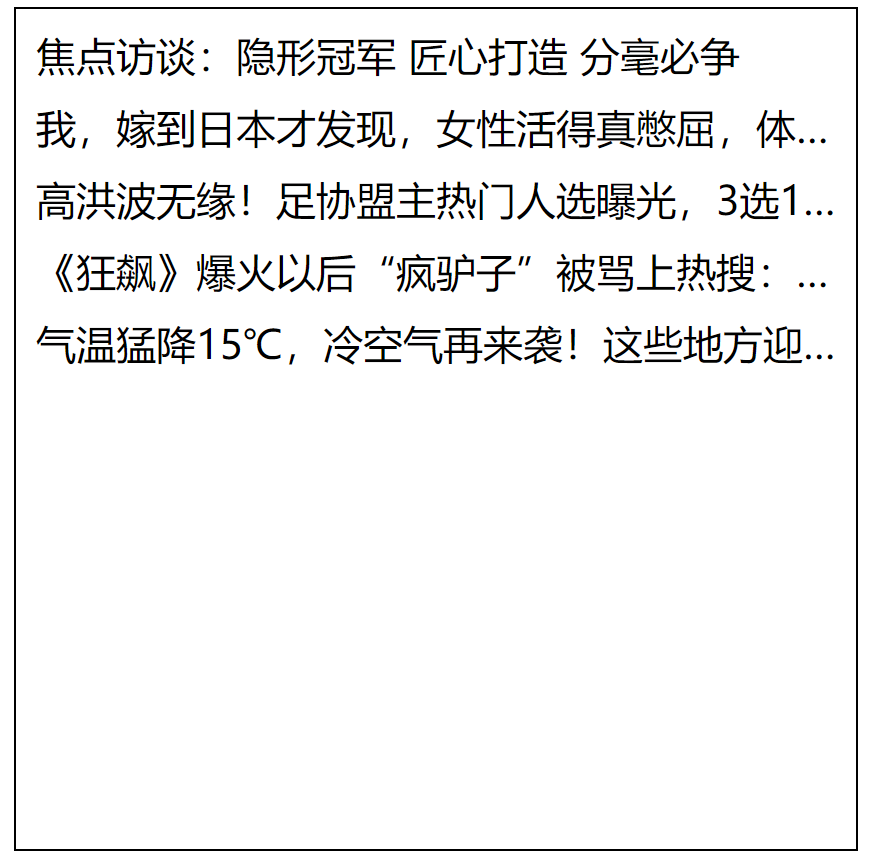 焦点访谈：隐形冠军 匠心打造 分毫必争
我，嫁到日本才发现，女性活得真憋屈，体...
高洪波无缘！足协盟主热门人选曝光，3选1...
《狂飙》爆火以后“疯驴子”被骂上热搜：...
气温猛降15℃，冷空气再来袭！这些地方迎...